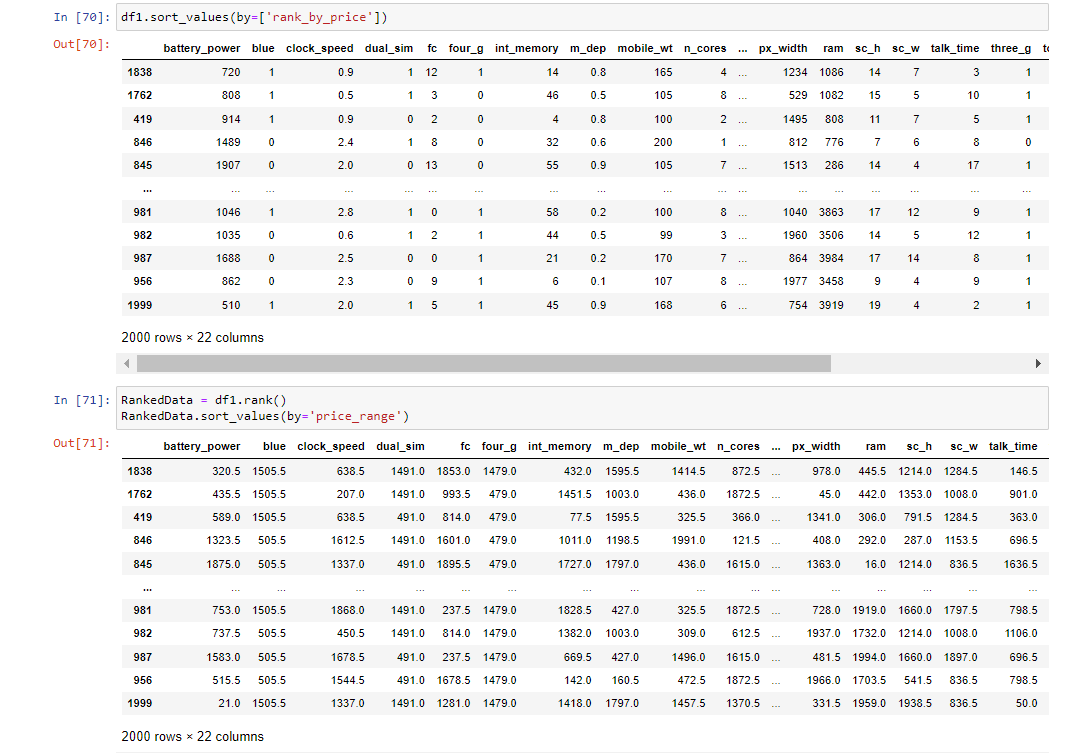 In [70]: df1.sort_values(by=['rank_by_price'])
Out[70]:
battery_power blue clock_speed dual_sim fc four_g int_memory m_dep mobile_wt n_cores ... px_width ram sc_h sc_w talk_time three_g
1838 720 1 0.9 1 12 1 14 0.8 165 4 ... 1234 1086 14 7 3 1
1762 808 1 0.5 1 3 0 46 0.5 105 8 ... 529 1082 15 5 10 1
419 914 1 0.9 0 2 0 4 0.8 100 2 ... 1495 808 11 7 5 1
846 1489 0 2.4 1 8 0 32 0.6 200 1 ... 812 776 7 6 8 0
845 1907 0 2.0 0 13 0 55 0.9 105 7 ... 1513 286 14 4 17 1
... ... ... ... ... ... ... ... ... ... ... ... ... ... ... ... ... ...
981 1046 1 2.8 1 0 1 58 0.2 100 8 ... 1040 3863 17 12 9 1
982 1035 0 0.6 1 2 1 44 0.5 99 3 ... 1960 3506 14 5 12 1
987 1688 0 2.5 0 0 1 21 0.2 170 7 ... 864 3984 17 14 8 1
956 862 0 2.3 0 9 1 6 0.1 107 8 ... 1977 3458 9 4 9 1
1999 510 1 2.0 1 5 1 45 0.9 168 6 ... 754 3919 19 4 2 1
2000 rows × 22 columns
In [71]: RankedData = df1.rank()
RankedData.sort_values(by='price_range')
Out[71]:
battery_power blue clock_speed dual_sim fc four_g int_memory m_dep mobile_wt n_cores ... px_width ram sc_h sc_w talk_time
1838 320.5 1505.5 638.5 1491.0 1853.0 1479.0 432.0 1595.5 1414.5 872.5 ... 978.0 445.5 1214.0 1284.5 146.5
1762 435.5 1505.5 207.0 1491.0 993.5 479.0 1451.5 1003.0 436.0 1872.5 ... 45.0 442.0 1353.0 1008.0 901.0
419 589.0 1505.5 638.5 491.0 814.0 479.0 77.5 1595.5 325.5 366.0 ... 1341.0 306.0 791.5 1284.5 363.0
846 1323.5 505.5 1612.5 1491.0 1601.0 479.0 1011.0 1198.5 1991.0 121.5 ... 408.0 292.0 287.0 1153.5 696.5
845 1875.0 505.5 1337.0 491.0 1895.5 479.0 1727.0 1797.0 436.0 1615.0 ... 1363.0 16.0 1214.0 836.5 1636.5
... ... ... ... ... ... ... ... ... ... ... ... ... ... ... ... ...
981 753.0 1505.5 1868.0 1491.0 237.5 1479.0 1828.5 427.0 325.5 1872.5 ... 728.0 1919.0 1660.0 1797.5 798.5
982 737.5 505.5 450.5 1491.0 814.0 1479.0 1382.0 1003.0 309.0 612.5 ... 1937.0 1732.0 1214.0 1008.0 1106.0
987 1583.0 505.5 1678.5 491.0 237.5 1479.0 669.5 427.0 1496.0 1615.0 ... 481.5 1994.0 1660.0 1897.0 696.5
956 515.5 505.5 1544.5 491.0 1678.5 1479.0 142.0 160.5 472.5 1872.5 ... 1966.0 1703.5 541.5 836.5 798.5
1999 21.0 1505.5 1337.0 1491.0 1281.0 1479.0 1418.0 1797.0 1457.5 1370.5 ... 331.5 1959.0 1938.5 836.5 50.0
2000 rows × 22 columns